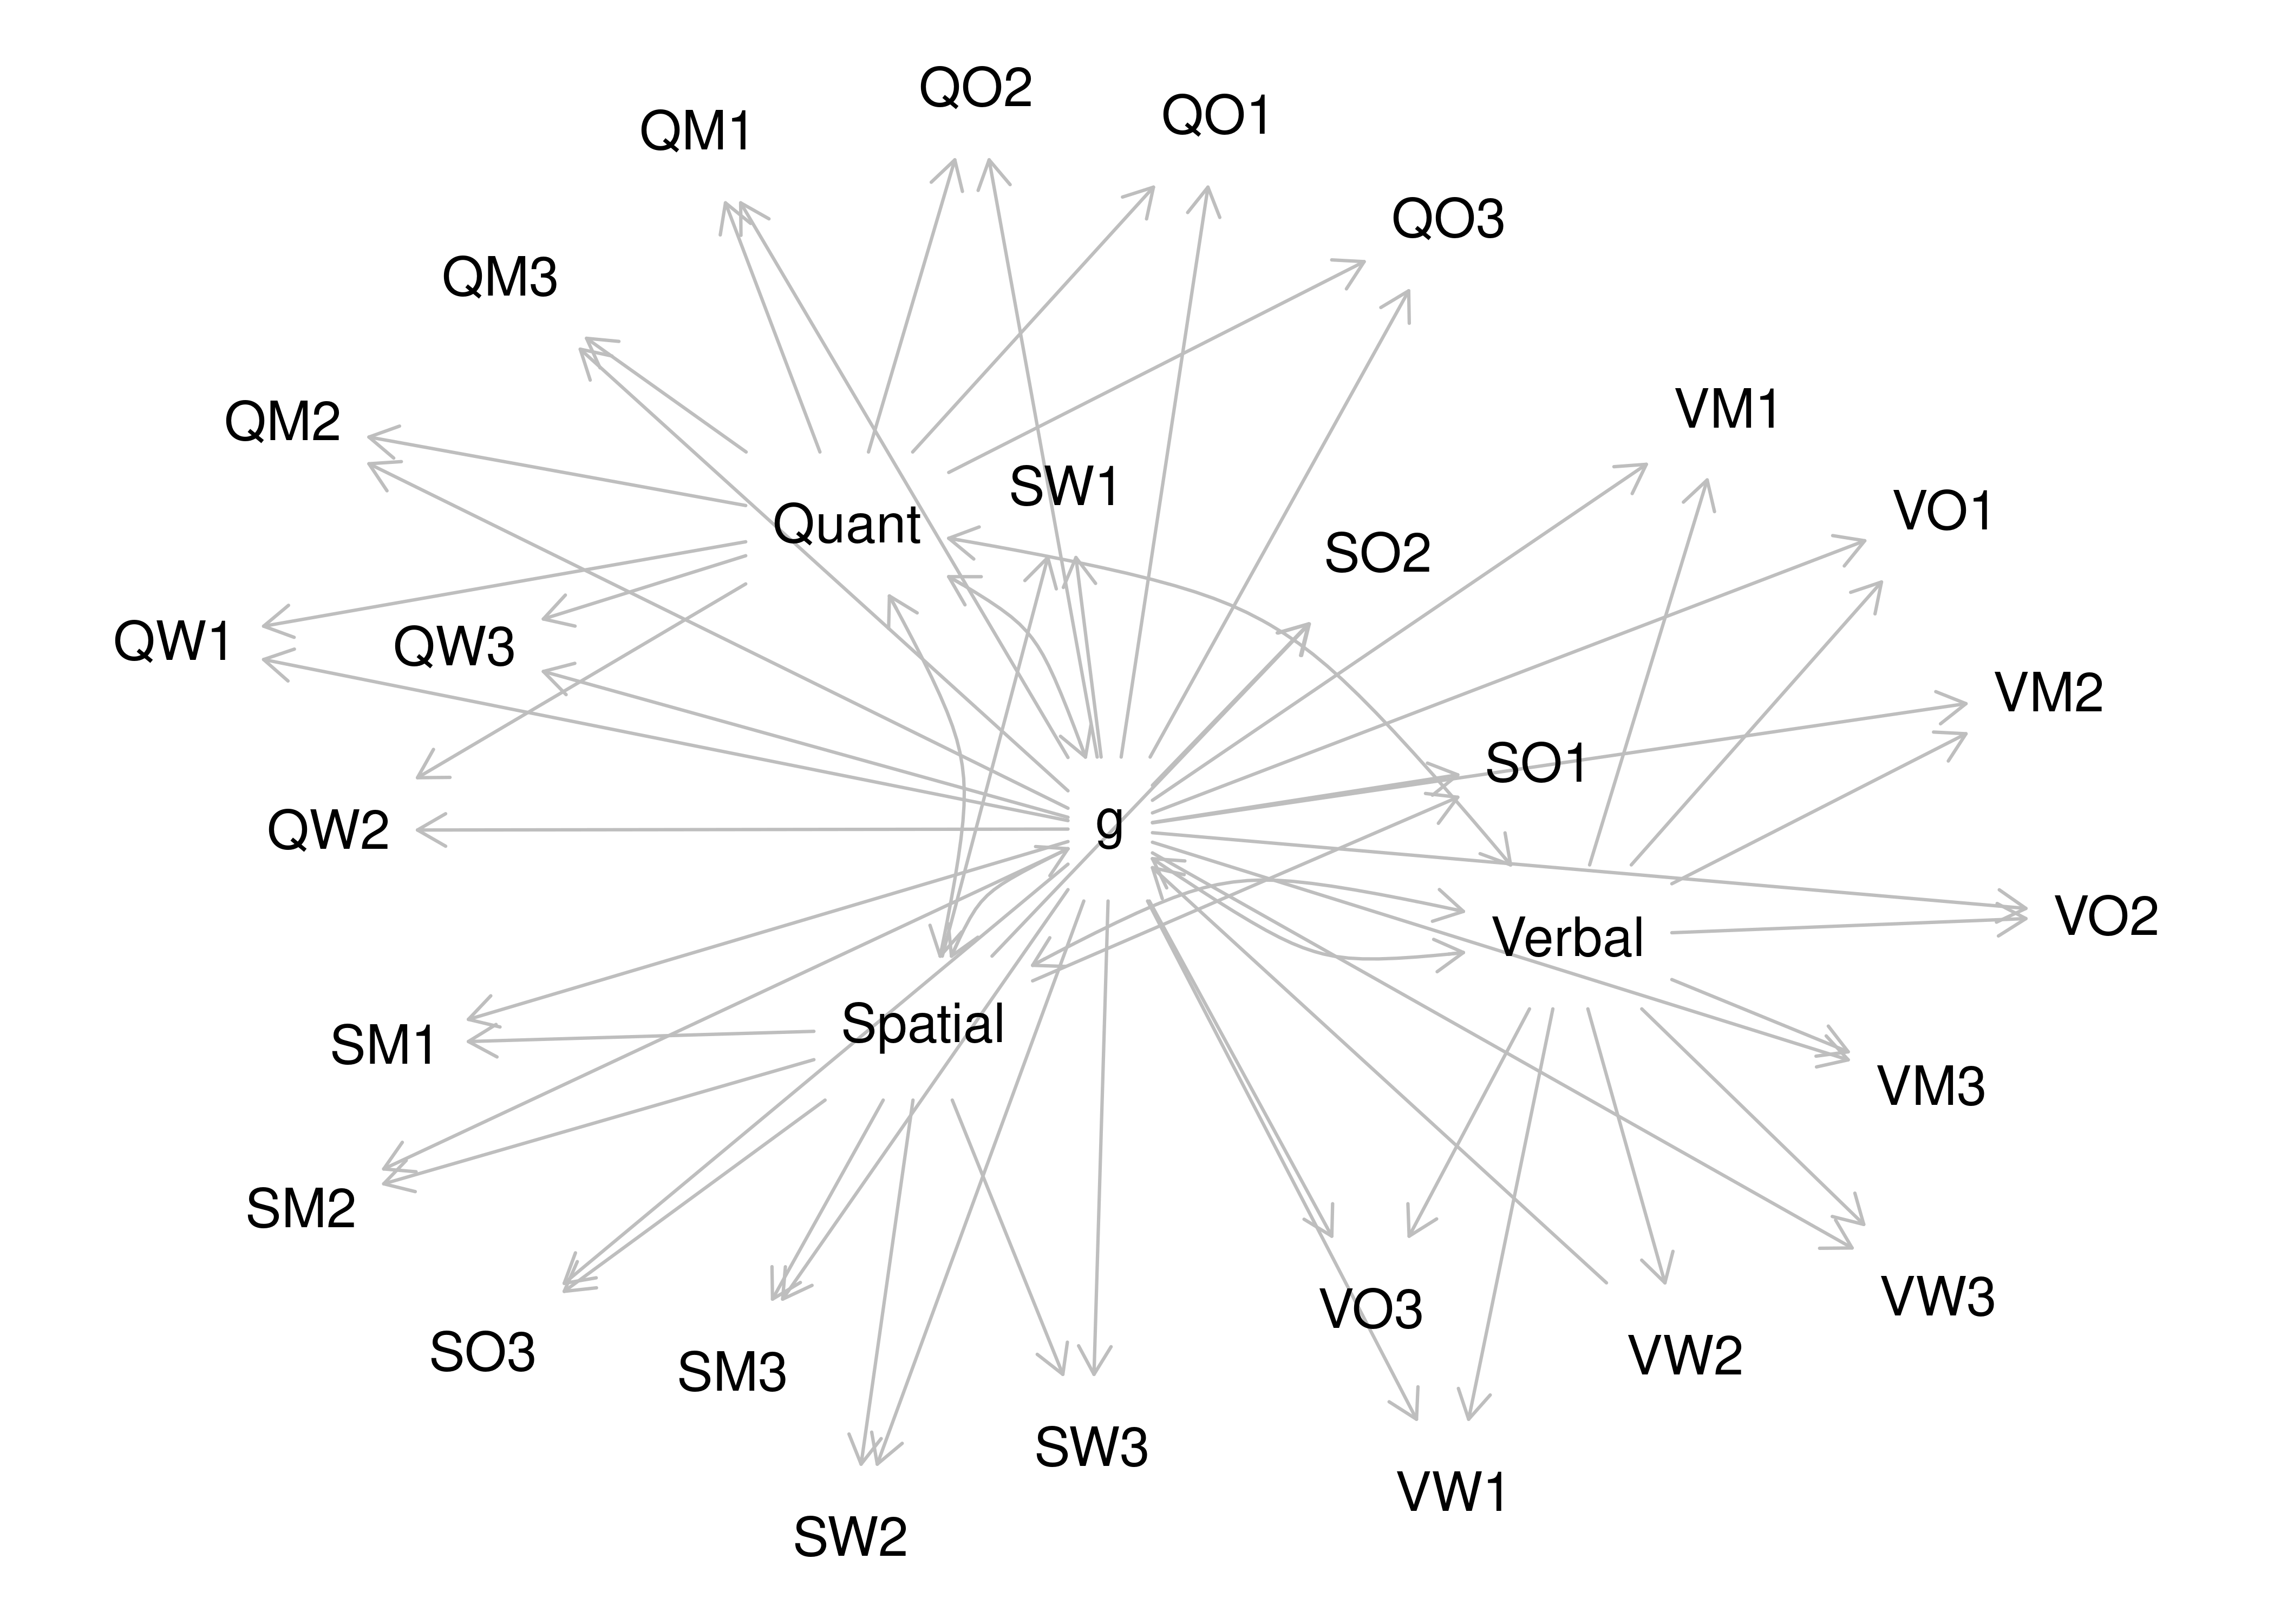 QO2
QO1
QM1
QO3
QM3
VM1
QM2
SW1
VO1
Quant
SO2
QW1
QW3
VM2
SO1
g
QW2
VO2
Verbal
Spatial
SM1
VM3
SM2
VW3
VO3
SO3
VW2
SM3
SW3
VW1
SW2